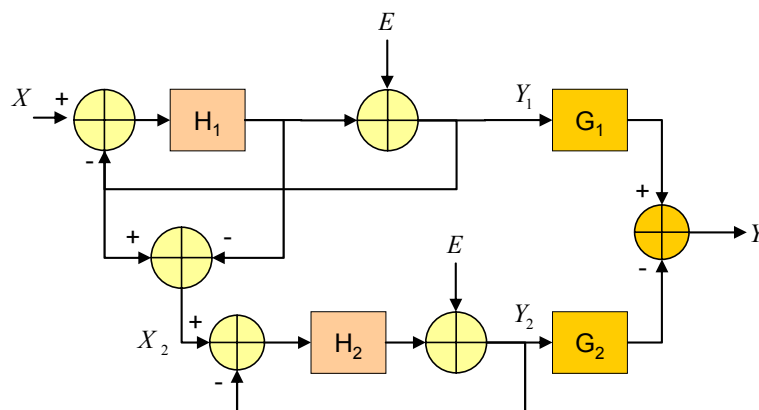 E
X
+
H₁
Y₁
G₁
-
+
+
-
-
Y
E
X₂
+
H₂
Y₂
G₂
-